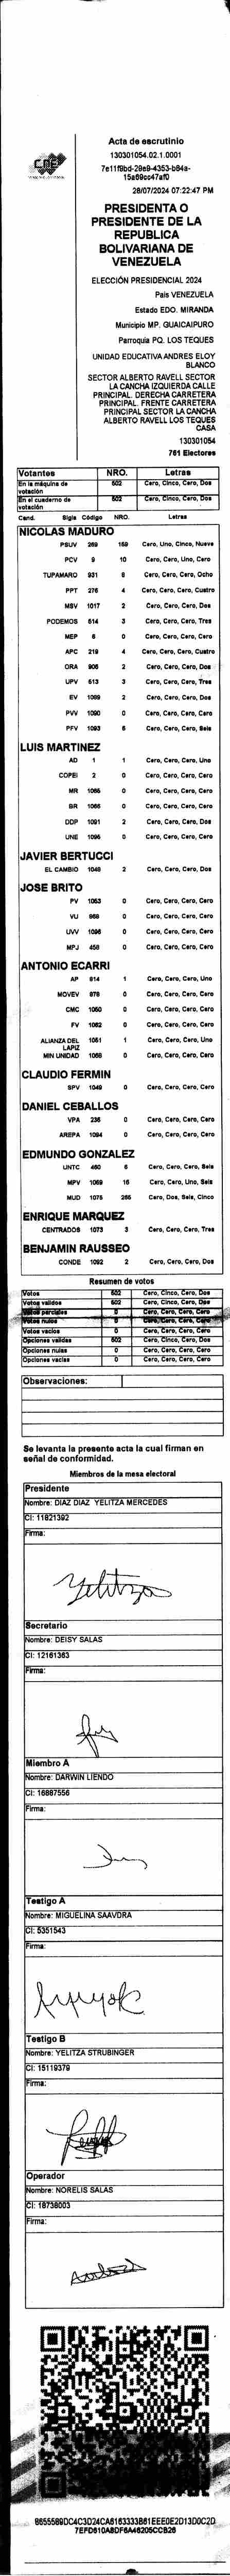 CNE
Acta de escrutinio
130301054.02.1.0001
28/07/2024 07:22:47 PM
PRESIDENTA O
PRESIDENTE DE LA
REPUBLICA
BOLIVARIANA DE
VENEZUELA
ELECCIÓN PRESIDENCIAL 2024
Pais VENEZUELA
Estado EDO. MIRANDA
Municipio MP. GUAICAIPURO
Parroquia PQ. LOS TEQUES
UNIDAD EDUCATIVA ANDRES ELOY
BLANCO
SECTOR ALBERTO RAVELL SECTOR
LA CANCHA IZQUIERDA CALLE
PRINCIPAL. DERECHA CARRETERA
PRINCIPAL. FRENTE CARRETERA
PRINCIPAL SECTOR LA CANCHA
ALBERTO RAVELL LOS TEQUES
CASA
130301054
761 Electores
Votantes NRO. Letras
En la máquina de votación 502 Cero, Cinco, Cero, Dos
En el cuaderno de votación 502 Cero, Cinco, Cero, Dos
Cand. Sigla Código NRO. Letras
NICOLAS MADURO
PSUV 269 159 Cero, Uno, Cinco, Nueve
PCV 9 10 Cero, Cero, Uno, Cero
TUPAMARO 931 8 Cero, Cero, Cero, Ocho
PPT 276 4 Cero, Cero, Cero, Cuatro
MSV 1017 2 Cero, Cero, Cero, Dos
PODEMOS 614 3 Cero, Cero, Cero, Tres
MEP 6 0 Cero, Cero, Cero, Cero
APC 219 4 Cero, Cero, Cero, Cuatro
ORA 906 2 Cero, Cero, Cero, Dos
UPV 513 3 Cero, Cero, Cero, Tres
EV 1089 2 Cero, Cero, Cero, Dos
PVV 1090 0 Cero, Cero, Cero, Cero
PFV 1093 6 Cero, Cero, Cero, Seis
LUIS MARTINEZ
AD 1 1 Cero, Cero, Cero, Uno
COPEI 2 0 Cero, Cero, Cero, Cero
MR 1065 0 Cero, Cero, Cero, Cero
BR 1066 0 Cero, Cero, Cero, Cero
DDP 1091 2 Cero, Cero, Cero, Dos
UNE 1096 0 Cero, Cero, Cero, Cero
JAVIER BERTUCCI
EL CAMBIO 1048 2 Cero, Cero, Cero, Dos
JOSE BRITO
PV 1053 0 Cero, Cero, Cero, Cero
VU 968 0 Cero, Cero, Cero, Cero
UVV 1098 0 Cero, Cero, Cero, Cero
MPJ 458 0 Cero, Cero, Cero, Cero
ANTONIO ECARRI
AP 814 1 Cero, Cero, Cero, Uno
MOVEV 878 0 Cero, Cero, Cero, Cero
CMC 1050 0 Cero, Cero, Cero, Cero
FV 1062 0 Cero, Cero, Cero, Cero
ALIANZA DEL LAPIZ 1051 1 Cero, Cero, Cero, Uno
MIN UNIDAD 1068 0 Cero, Cero, Cero, Cero
CLAUDIO FERMIN
SPV 1049 0 Cero, Cero, Cero, Cero
DANIEL CEBALLOS
VPA 236 0 Cero, Cero, Cero, Cero
AREPA 1094 0 Cero, Cero, Cero, Cero
EDMUNDO GONZALEZ
UNTC 460 6 Cero, Cero, Cero, Seis
MPV 1069 16 Cero, Cero, Uno, Seis
MUD 1075 265 Cero, Dos, Seis, Cinco
ENRIQUE MARQUEZ
CENTRADOS 1073 3 Cero, Cero, Cero, Tres
BENJAMIN RAUSSEO
CONDE 1092 2 Cero, Cero, Cero, Dos
Resumen de votos
Votos 502 Cero, Cinco, Cero, Dos
Votos validos 502 Cero, Cinco, Cero, Dos
Votos 0 Cero, Cero, Cero, Cero
Votos nulos 0 Cero, Cero, Cero, Cero
Votos vacios 0 Cero, Cero, Cero, Cero
Opciones validas 502 Cero, Cinco, Cero, Dos
Opciones nulas 0 Cero, Cero, Cero, Cero
Opciones vacias 0 Cero, Cero, Cero, Cero
Observaciones:
Se levanta la presente acta la cual firman en
señal de conformidad.
Miembros de la mesa electoral
Presidente
Nombre: DIAZ DIAZ YELITZA MERCEDES
CI: 11821392
Firma:
Yelitza
Secretario
Nombre: DEISY SALAS
CI: 12161363
Firma:
Miembro A
Nombre: DARWIN LIENDO
CI: 16887556
Firma:
Testigo A
Nombre: MIGUELINA SAAVDRA
CI: 5351543
Firma:
Testigo B
Nombre: YELITZA STRUBINGER
CI: 15119379
Firma:
Operador
Nombre: NORELIS SALAS
CI: 18738003
Firma: